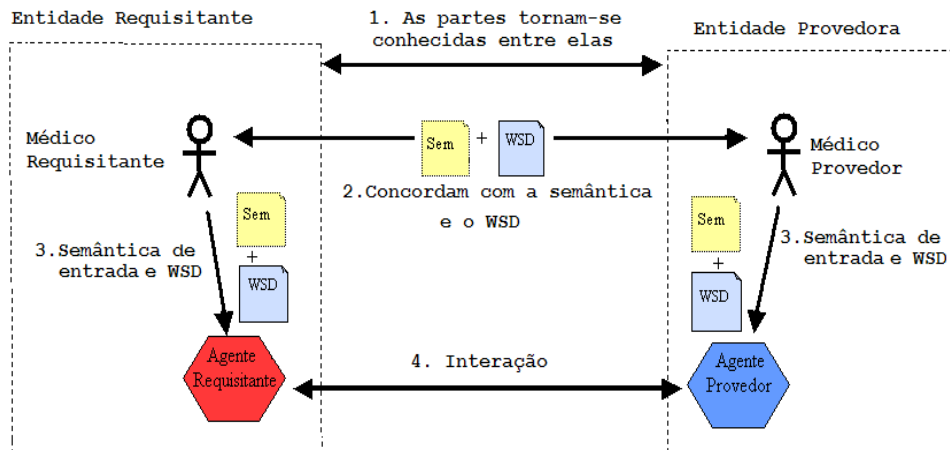 Entidade Requisitante
1. As partes tornam-se
conhecidas entre elas
Entidade Provedora
Médico
Requisitante
Sem
+
WSD
Médico
Provedor
2.Concordam com a semântica
e o WSD
3.Semântica de
entrada e WSD
Sem
+
WSD
Sem
+
WSD
3.Semântica de
entrada e WSD
Agente
Requisitante
4. Interação
Agente
Provedor